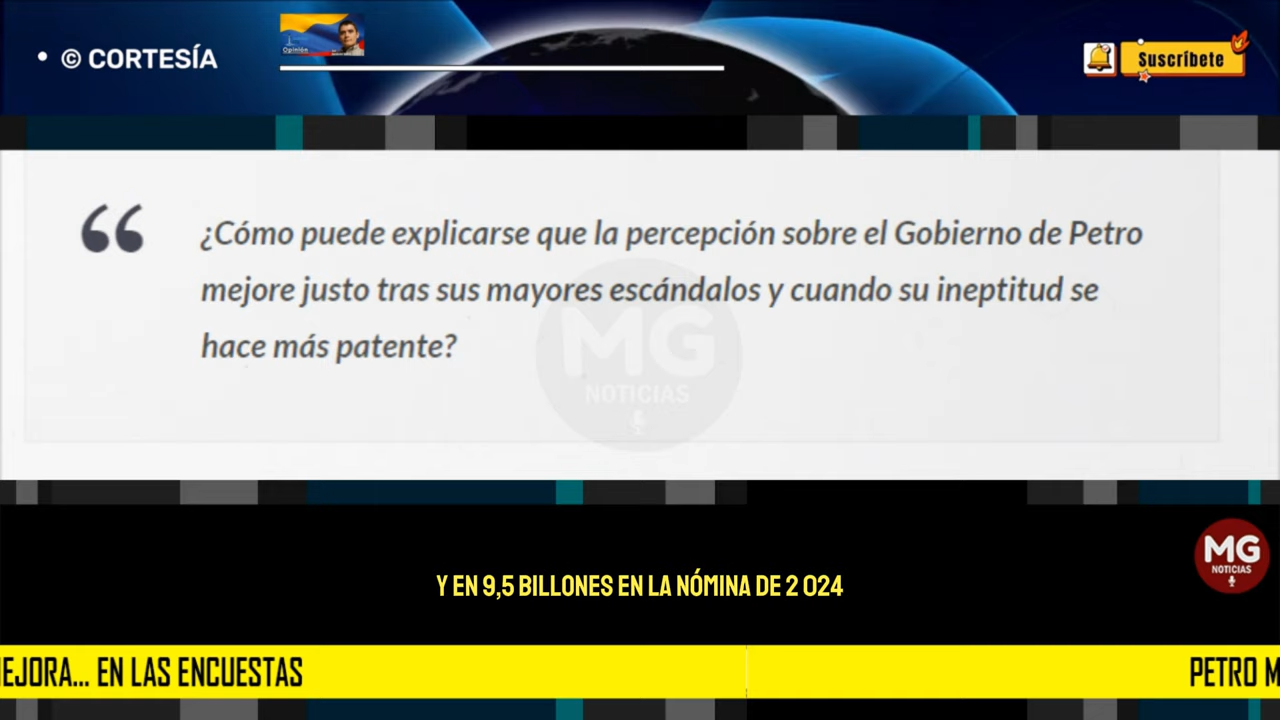 • © CORTESÍA
Opinión
Suscríbete
“ ¿Cómo puede explicarse que la percepción sobre el Gobierno de Petro
mejore justo tras sus mayores escándalos y cuando su ineptitud se
hace más patente?
MG
NOTICIAS
MG
NOTICIAS
Y EN 9,5 BILLONES EN LA NÓMINA DE 2 024
EJORA... EN LAS ENCUESTAS
PETRO M